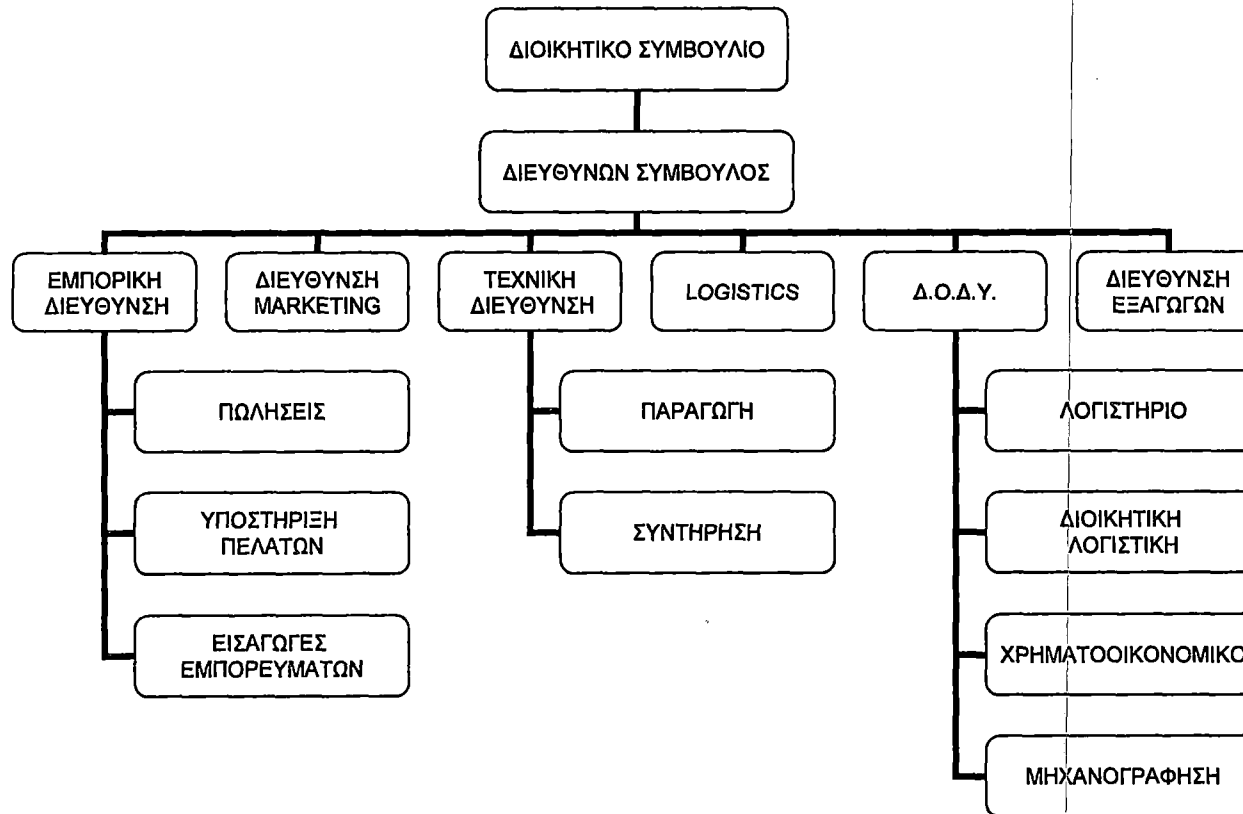 ΔΙΟΙΚΗΤΙΚΟ ΣΥΜΒΟΥΛΙΟ
ΔΙΕΥΘΥΝΩΝ ΣΥΜΒΟΥΛΟΣ
ΕΜΠΟΡΙΚΗ
ΔΙΕΥΘΥΝΣΗ
ΔΙΕΥΘΥΝΣΗ
MARKETING
ΤΕΧΝΙΚΗ
ΔΙΕΥΘΥΝΣΗ
LOGISTICS
Δ.Ο.Δ.Υ.
ΔΙΕΥΘΥΝΣΗ
ΕΞΑΓΩΓΩΝ
ΠΩΛΗΣΕΙΣ
ΥΠΟΣΤΗΡΙΞΗ
ΠΕΛΑΤΩΝ
ΕΙΣΑΓΩΓΕΣ
ΕΜΠΟΡΕΥΜΑΤΩΝ
ΠΑΡΑΓΩΓΗ
ΣΥΝΤΗΡΗΣΗ
ΛΟΓΙΣΤΗΡΙΟ
ΔΙΟΙΚΗΤΙΚΗ
ΛΟΓΙΣΤΙΚΗ
ΧΡΗΜΑΤΟΟΙΚΟΝΟΜΙΚΟ
ΜΗΧΑΝΟΓΡΑΦΗΣΗ